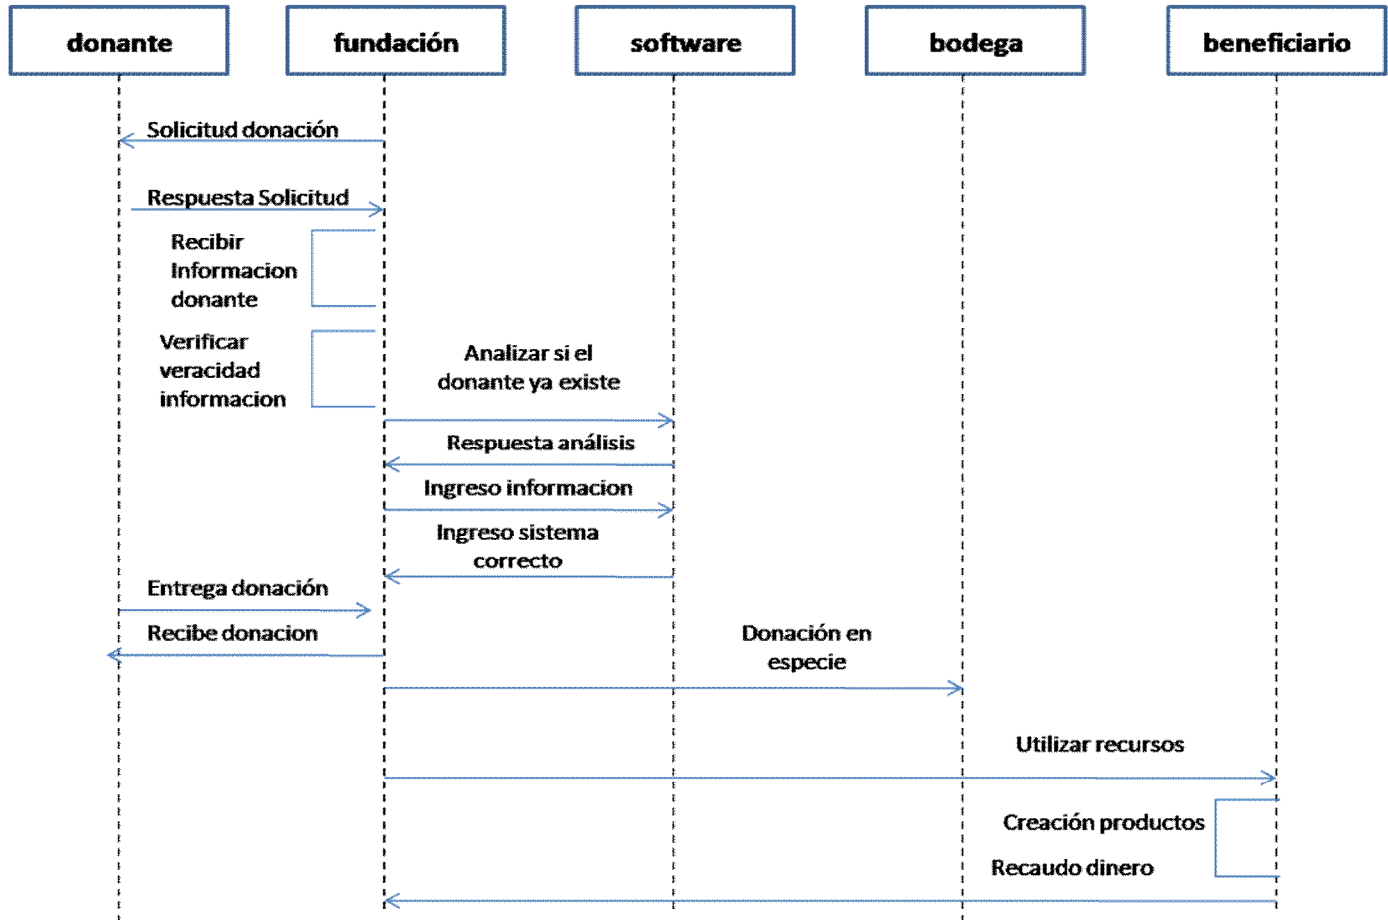 donante
fundación
software
bodega
beneficiario
Solicitud donación
Respuesta Solicitud
Recibir
Informacion
donante
Verificar
veracidad
informacion
Analizar si el
donante ya existe
Respuesta análisis
Ingreso informacion
Ingreso sistema
correcto
Entrega donación
Recibe donacion
Donación en
especie
Utilizar recursos
Creación productos
Recaudo dinero